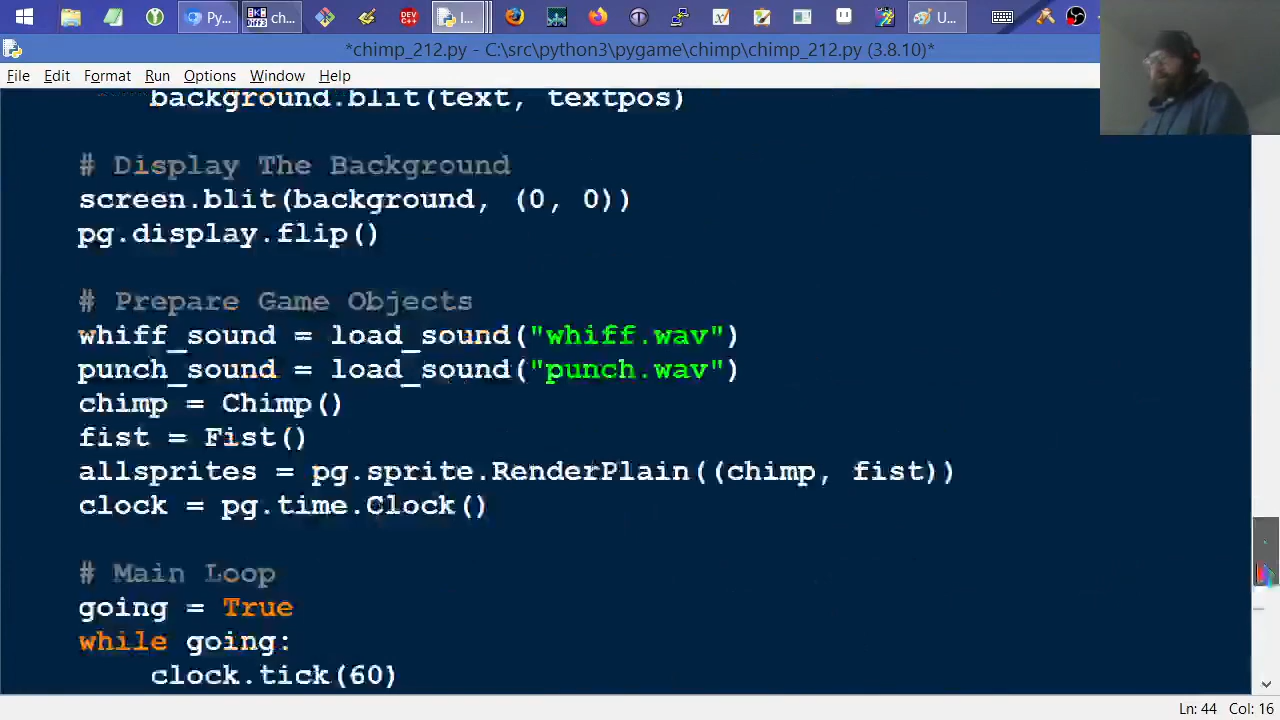 Py...
ch...
I...
U...
*chimp_212.py - C:\src\python3\pygame\chimp\chimp_212.py (3.8.10)*
File Edit Format Run Options Window Help
background.blit(text, textpos)
# Display The Background
screen.blit(background, (0, 0))
pg.display.flip()
# Prepare Game Objects
whiff_sound = load_sound("whiff.wav")
punch_sound = load_sound("punch.wav")
chimp = Chimp()
fist = Fist()
allsprites = pg.sprite.RenderPlain((chimp, fist))
clock = pg.time.Clock()
# Main Loop
going = True
while going:
clock.tick(60)
Ln: 44 Col: 16